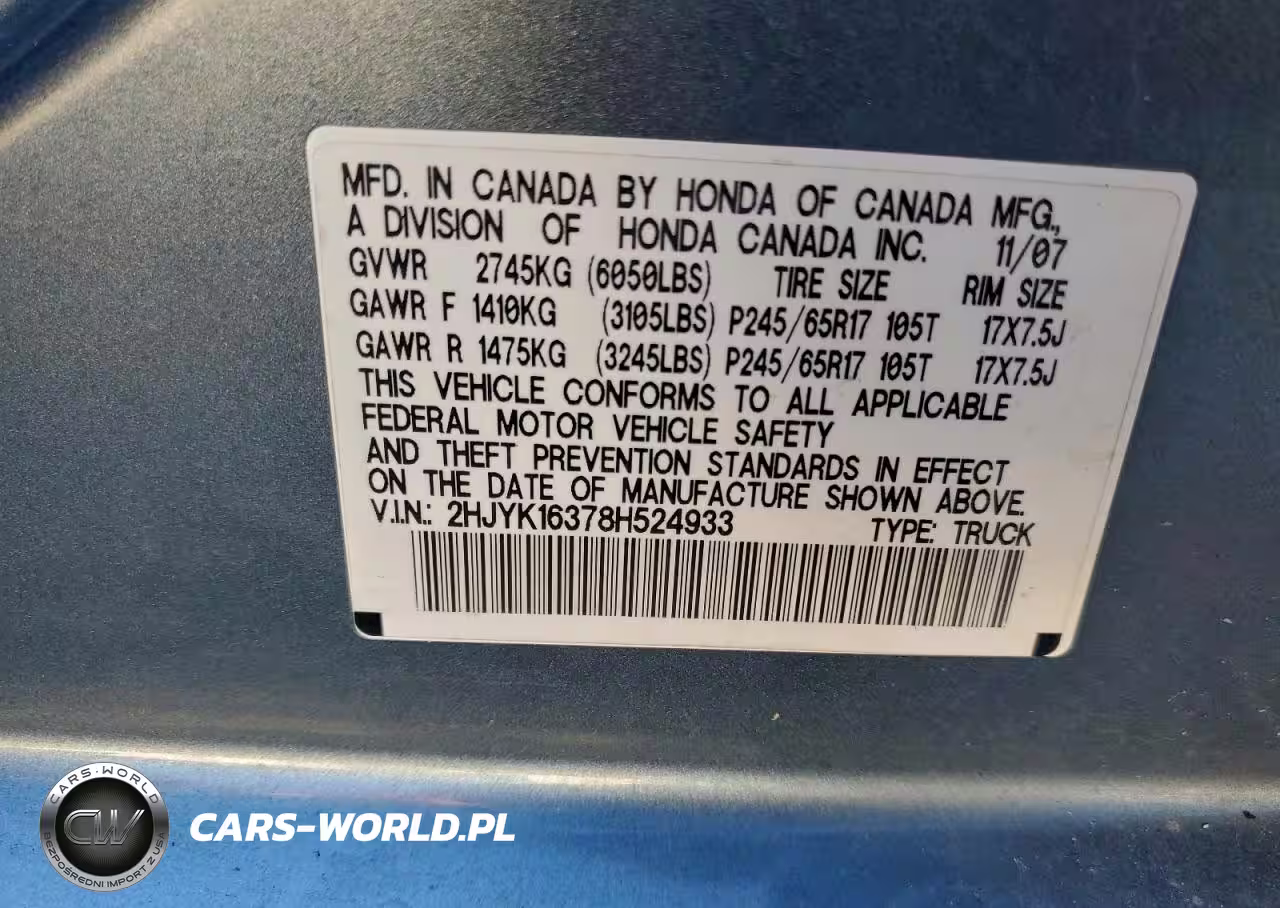 MFD. IN CANADA BY HONDA OF CANADA MFG.,
A DIVISION OF HONDA CANADA INC. 11/07
GVWR 2745KG (6050LBS) TIRE SIZE RIM SIZE
GAWR F 1410KG (3105LBS) P245/65R17 105T 17X7.5J
GAWR R 1475KG (3245LBS) P245/65R17 105T 17X7.5J
THIS VEHICLE CONFORMS TO ALL APPLICABLE
FEDERAL MOTOR VEHICLE SAFETY
AND THEFT PREVENTION STANDARDS IN EFFECT
ON THE DATE OF MANUFACTURE SHOWN ABOVE.
V.I.N.: 2HJYK16378H524933 TYPE: TRUCK
CARS-WORLD
CW
BEZPOŚREDNI IMPORT Z USA
CARS-WORLD.PL